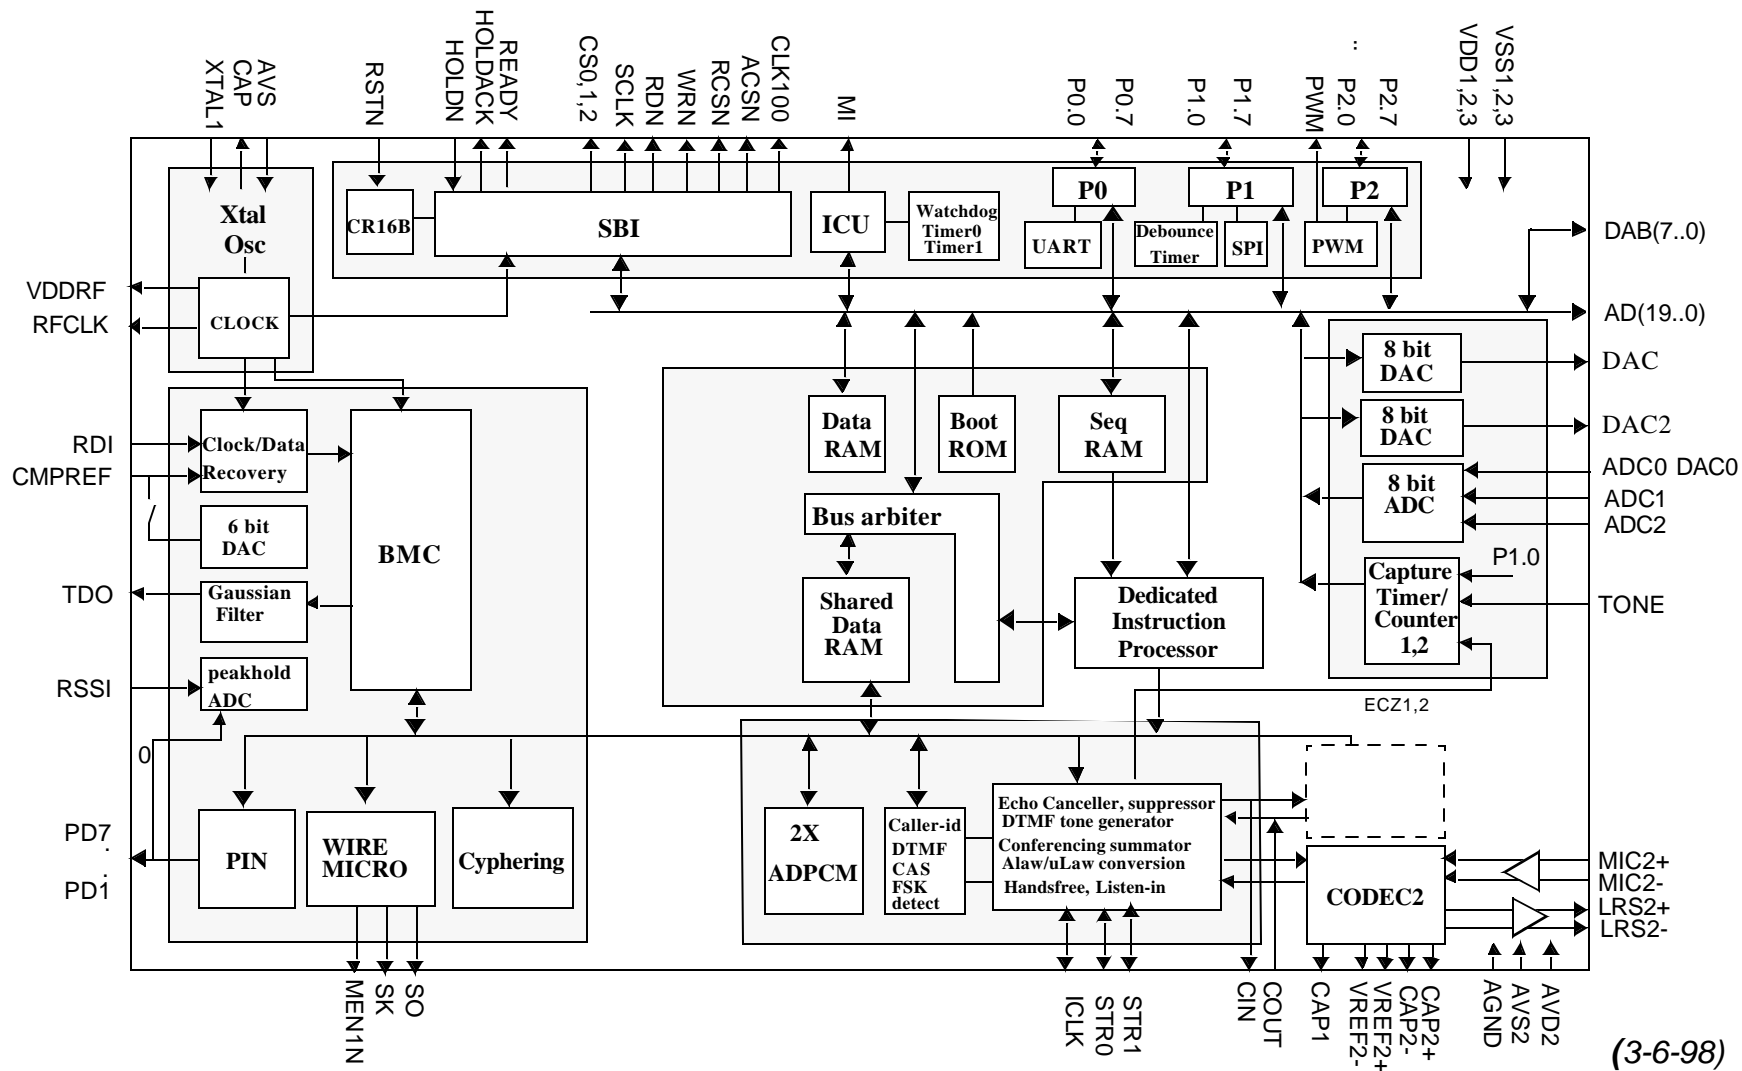 XTAL1
CAP
AVS
RSTN
HOLDN
HOLDACK
READY
CS0,1,2
SCLK
RDN
WRN
RCSN
ACSN
CLK100
MI
P0.0
P0.7
P1.0
P1.7
PWM
P2.0
..
P2.7
VDD1,2,3
VSS1,2,3
Xtal
Osc
CLOCK
VDDRF
RFCLK
CR16B
SBI
ICU
Watchdog
Timer0
Timer1
P0
UART
P1
Debounce
Timer
SPI
P2
PWM
DAB(7..0)
AD(19..0)
8 bit
DAC
DAC
8 bit
DAC
DAC2
8 bit
ADC
ADC0 DAC0
ADC1
ADC2
P1.0
Capture
Timer/
Counter
1,2
TONE
ECZ1,2
RDI
CMPREF
Clock/Data
Recovery
6 bit
DAC
BMC
TDO
Gaussian
Filter
RSSI
peakhold
ADC
0
PD7
.
.
PD1
PIN
WIRE
MICRO
Cyphering
MEN1N
SK
SO
Data
RAM
Boot
ROM
Seq
RAM
Bus arbiter
Shared
Data
RAM
Dedicated
Instruction
Processor
2X
ADPCM
Caller-id
DTMF
CAS
FSK
detect
Echo Canceller, suppressor
DTMF tone generator
Conferencing summator
Alaw/uLaw conversion
Handsfree, Listen-in
CODEC2
MIC2+
MIC2-
LRS2+
LRS2-
ICLK
STR0
STR1
CIN
COUT
CAP1
VREF2-
VREF2+
CAP2-
CAP2+
AGND
AVS2
AVD2
(3-6-98)